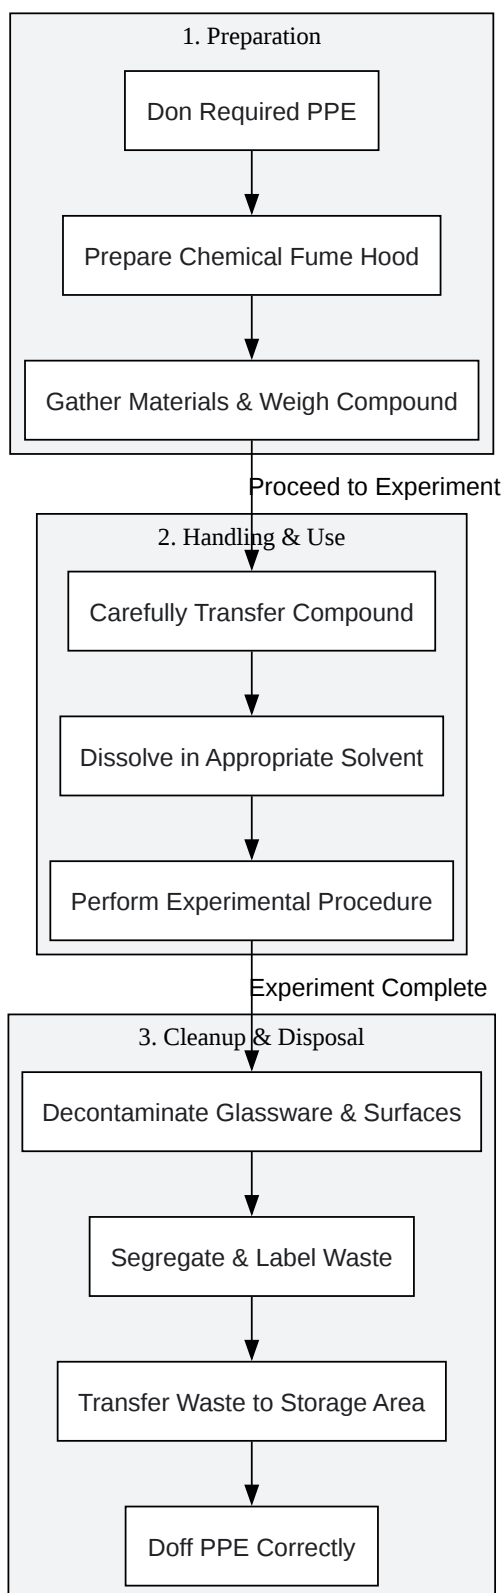 1. Preparation
Don Required PPE
Prepare Chemical Fume Hood
Gather Materials & Weigh Compound
Proceed to Experiment
2. Handling & Use
Carefully Transfer Compound
Dissolve in Appropriate Solvent
Perform Experimental Procedure
Experiment Complete
3. Cleanup & Disposal
Decontaminate Glassware & Surfaces
Segregate & Label Waste
Transfer Waste to Storage Area
Doff PPE Correctly